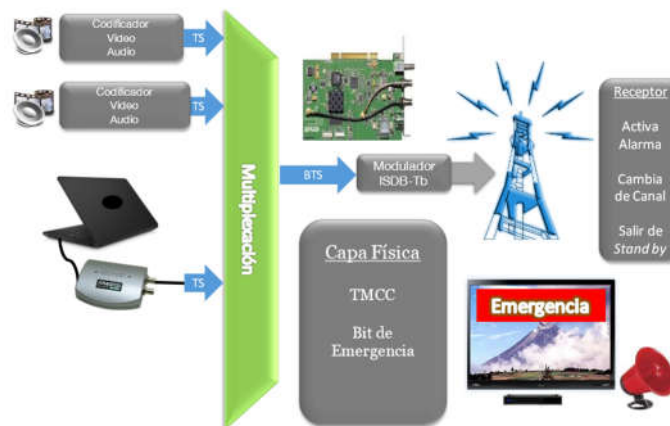 Codificador
Video
Audio
TS
Codificador
Video
Audio
TS
TS
Multiplexación
BTS
Modulador
ISDB-Tb
Capa Física
TMCC
Bit de
Emergencia
Receptor
Activa
Alarma
Cambia
de Canal
Salir de
Stand by
Emergencia